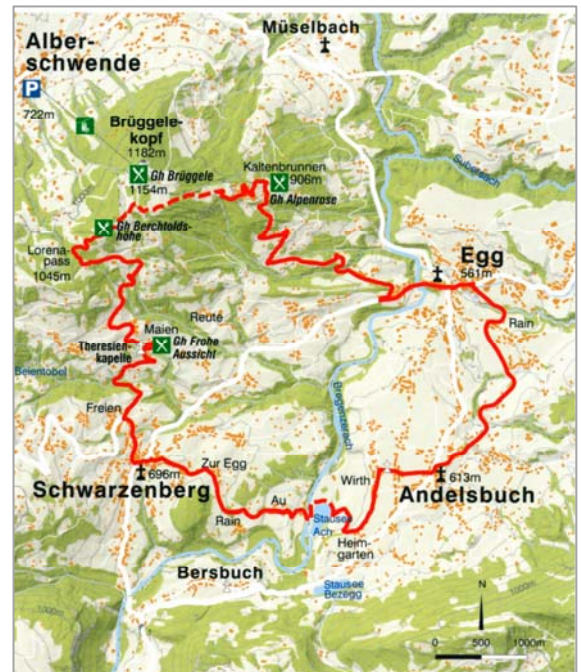 Alber-
schwende
P
722m
Müselbach
Brüggele-
kopf
1182m
Gh Brüggele
1154m
Kaltenbrunnen
906m
Gh Alpenrose
Subersach
Gh Berchtolds-
höhe
Lorena-
pass
1045m
Egg
561m
Rain
Reute
Maien
Theresien-
kapelle
Gh Frohe
Aussicht
Beientobel
Bregenzerach
Freien
696m
Schwarzenberg
Zur Egg
Wirth
613m
Andelsbuch
Au
Rain
Stausee
Ach
Heim-
garten
Bersbuch
Stausee
Bezegg
N
0 500 1000m